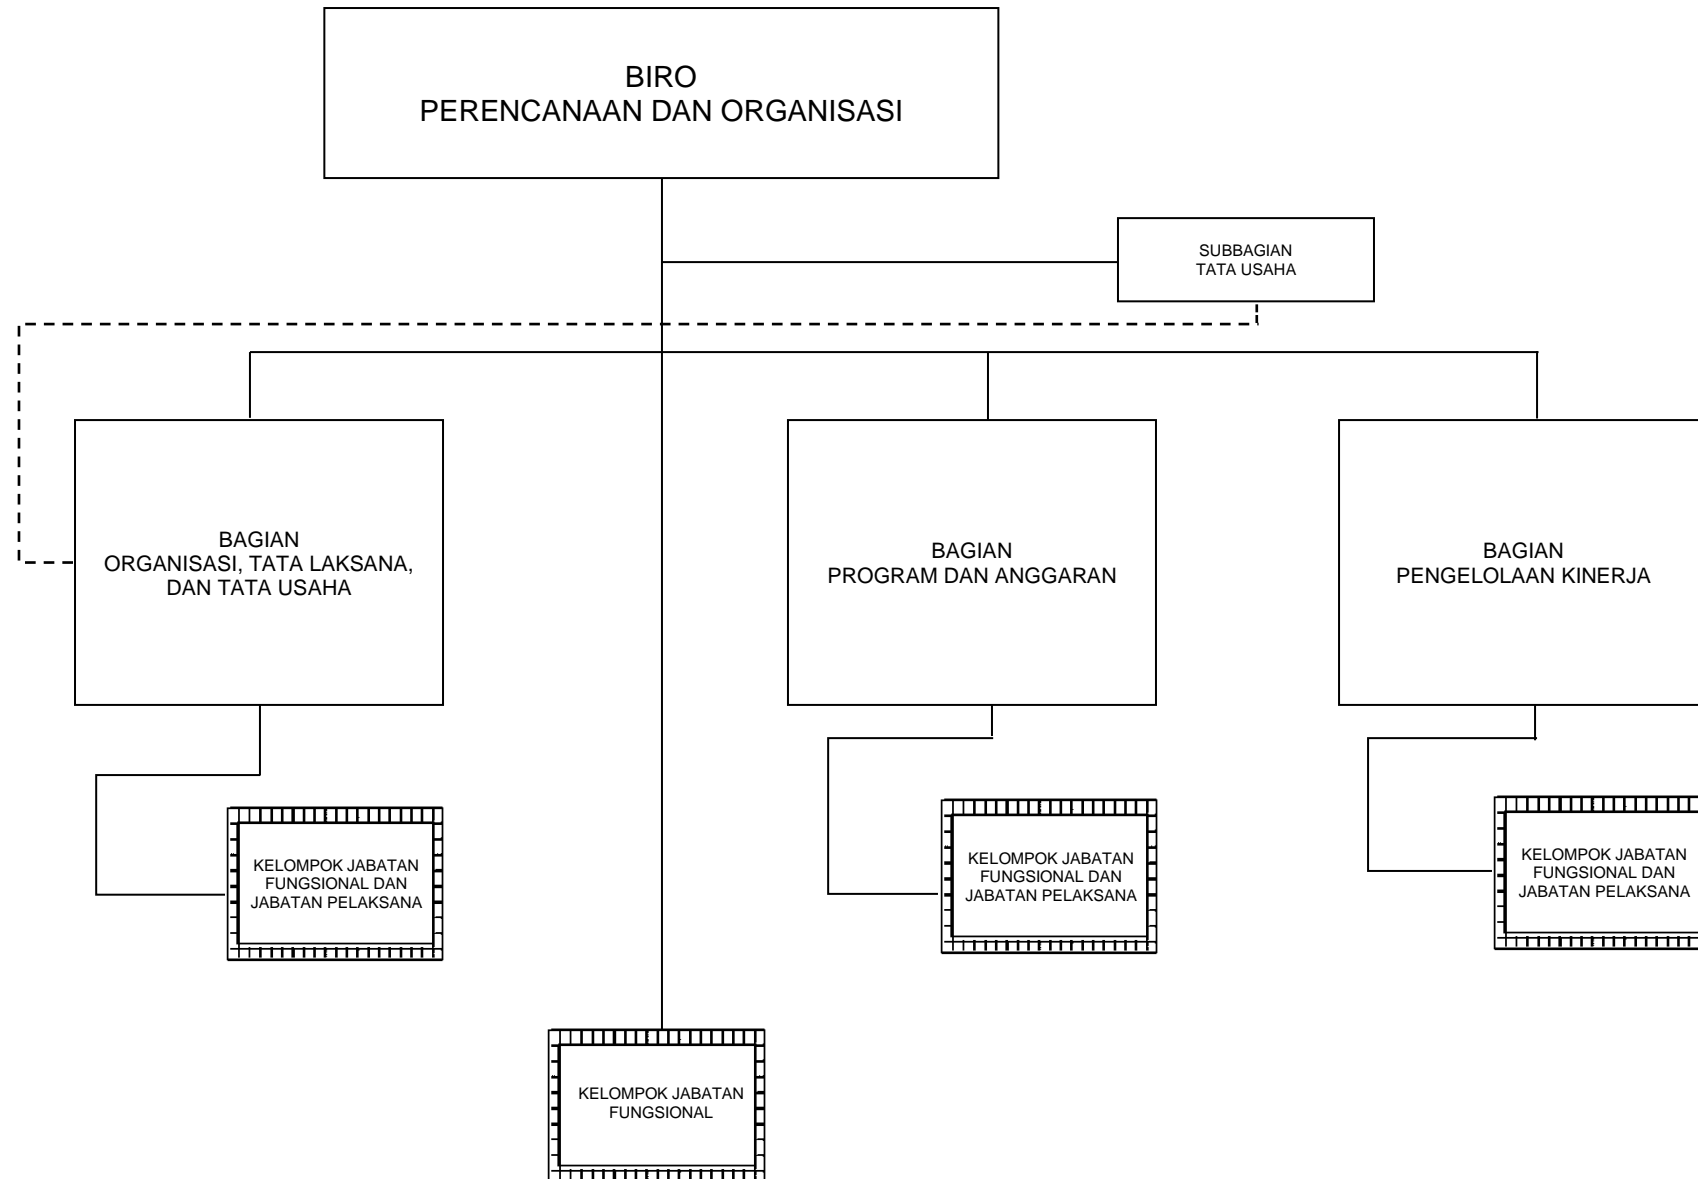 BIRO
PERENCANAAN DAN ORGANISASI
SUBBAGIAN
TATA USAHA
BAGIAN
ORGANISASI, TATA LAKSANA,
DAN TATA USAHA
BAGIAN
PROGRAM DAN ANGGARAN
BAGIAN
PENGELOLAAN KINERJA
KELOMPOK JABATAN
FUNGSIONAL DAN
JABATAN PELAKSANA
KELOMPOK JABATAN
FUNGSIONAL DAN
JABATAN PELAKSANA
KELOMPOK JABATAN
FUNGSIONAL DAN
JABATAN PELAKSANA
KELOMPOK JABATAN
FUNGSIONAL